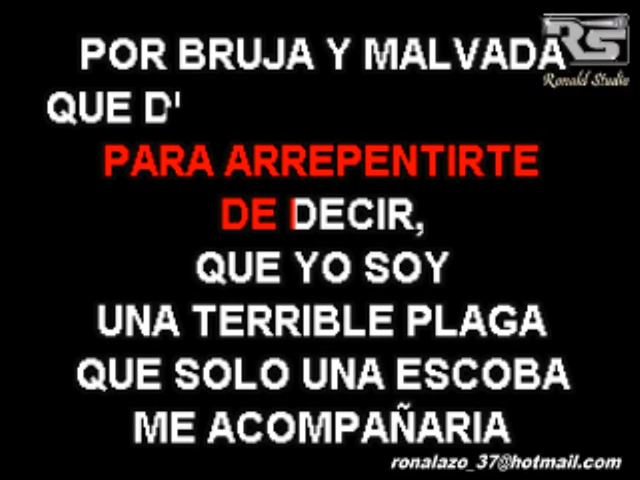 POR BRUJA Y MALVADA
RS
Ronald Studio
QUE D'
PARA ARREPENTIRTE
DE DECIR,
QUE YO SOY
UNA TERRIBLE PLAGA
QUE SOLO UNA ESCOBA
ME ACOMPAÑARIA
ronalazo_37@hotmail.com